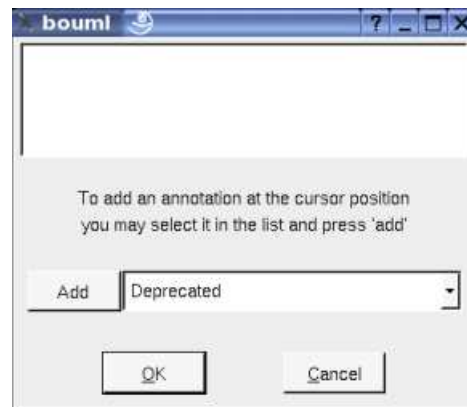 bouml
To add an annotation at the cursor position
you may select it in the list and press 'add'
Add Deprecated
OK Cancel